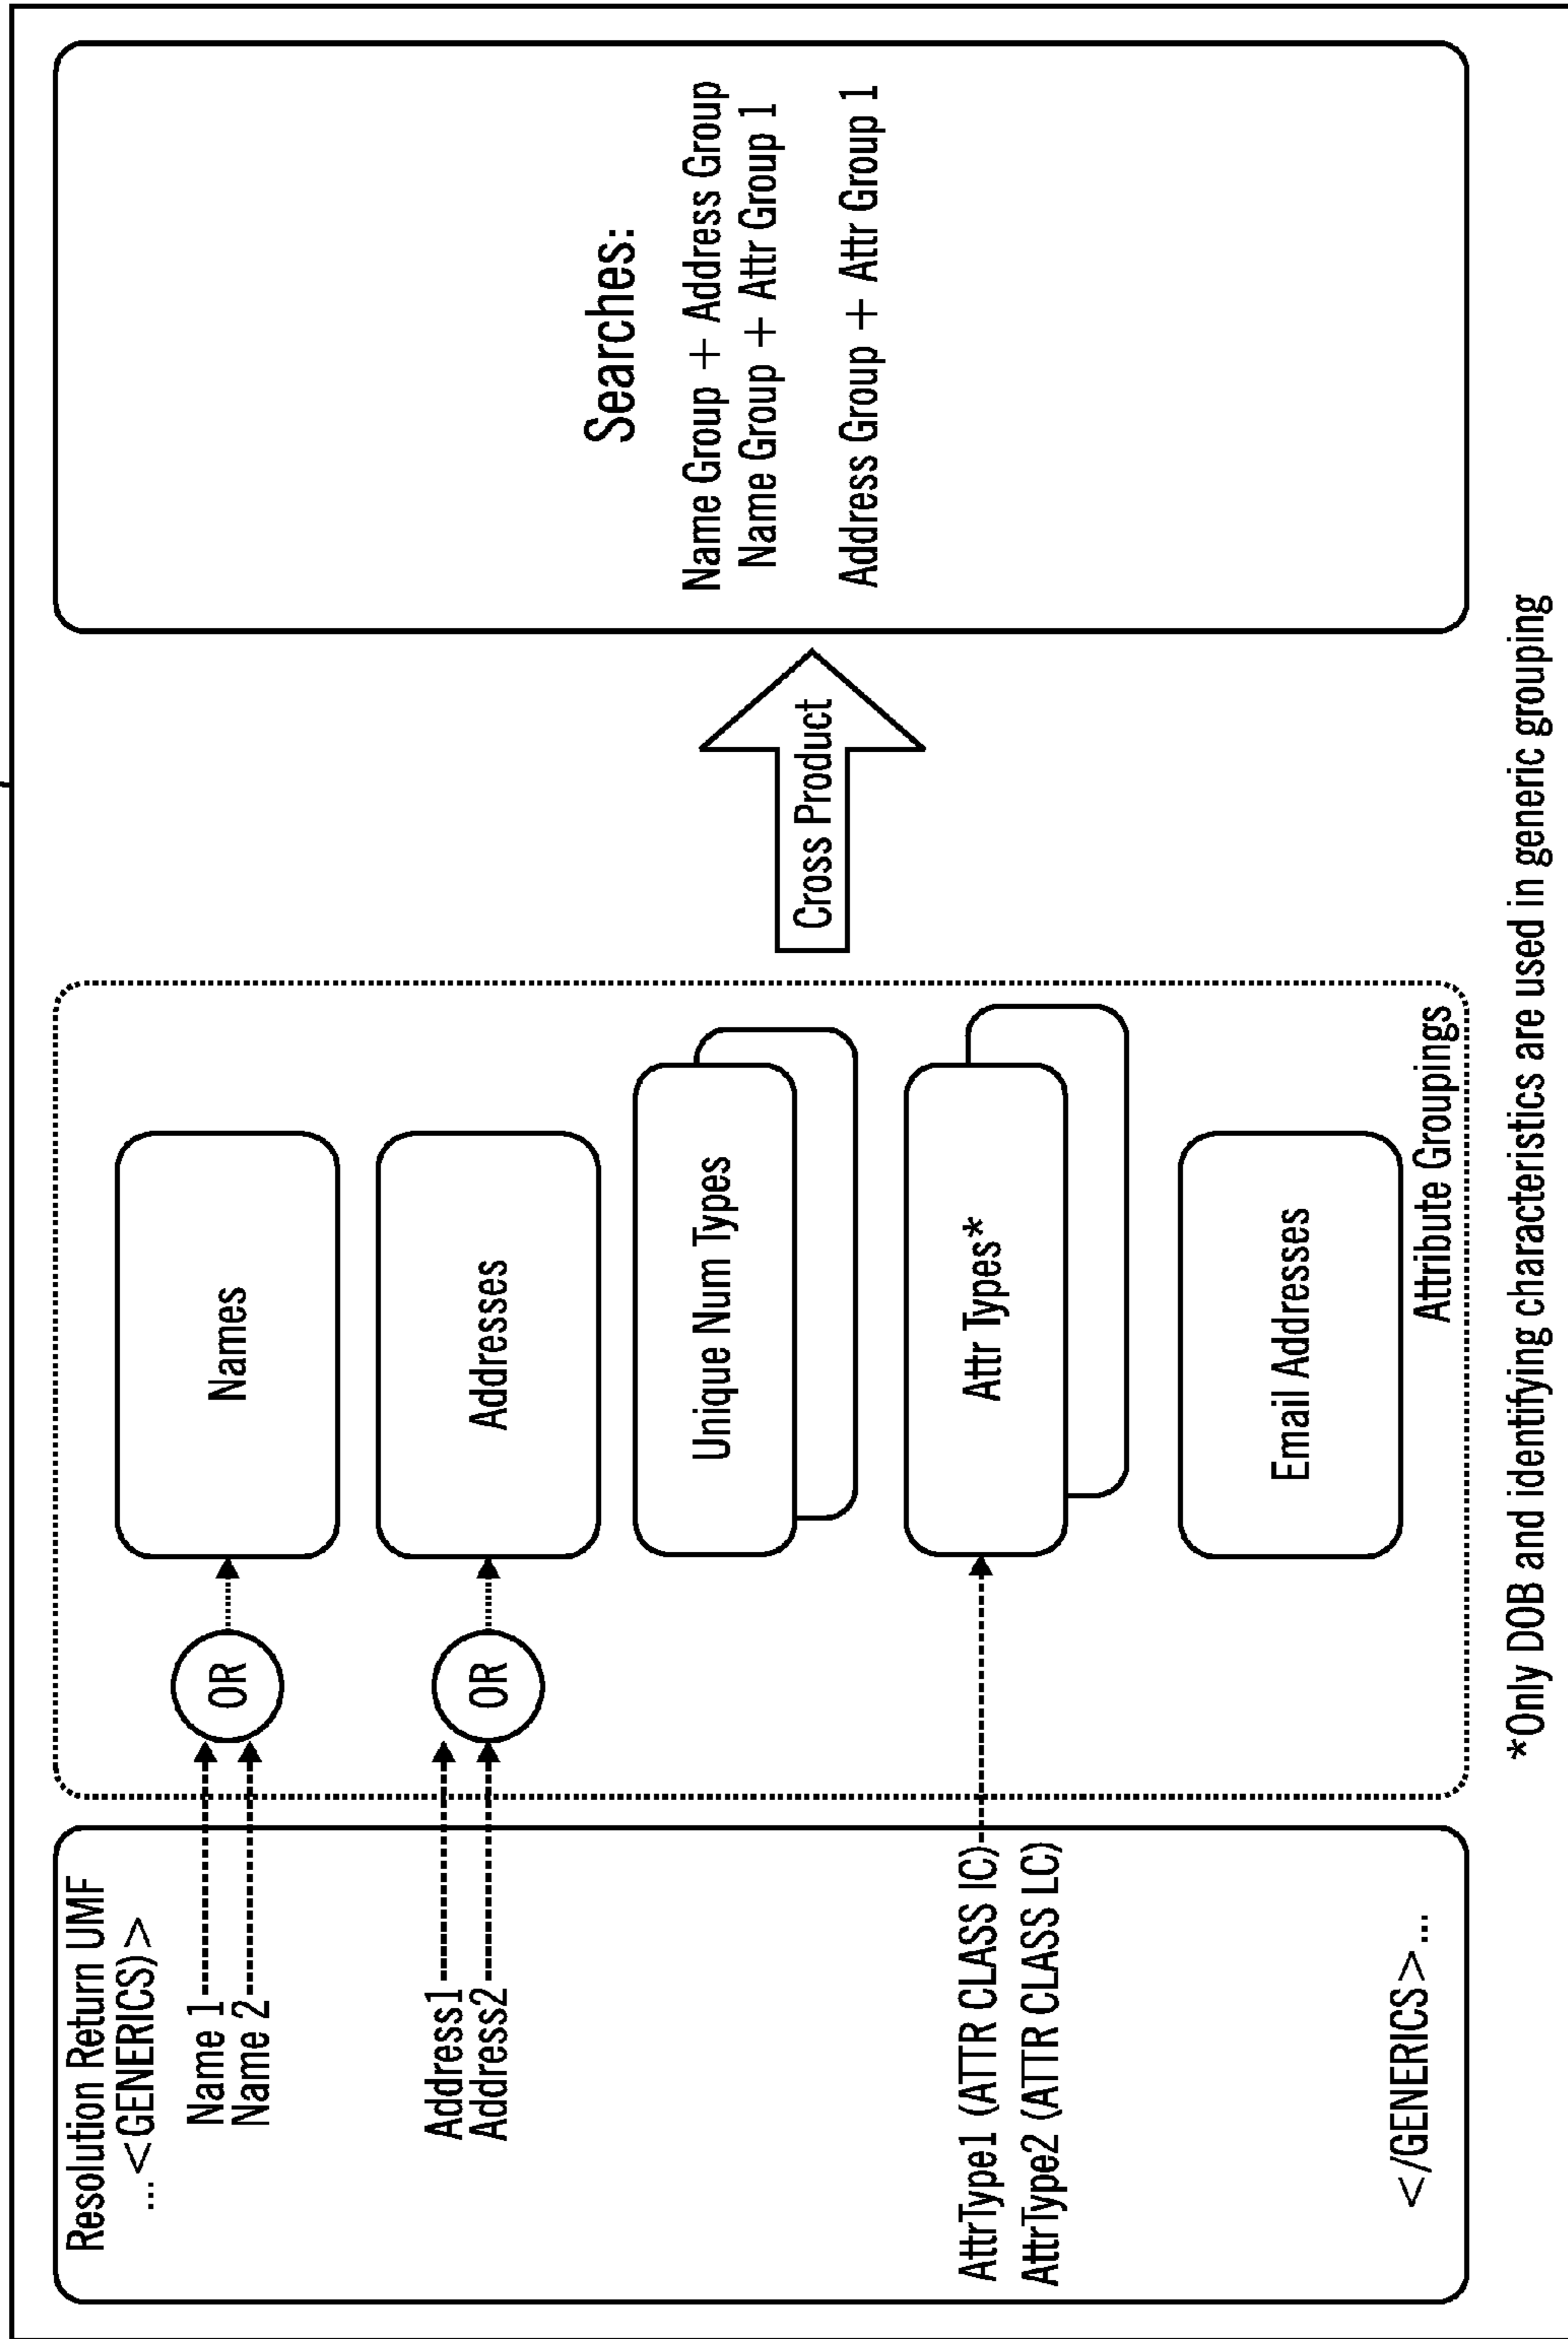 Resolution Return UMF
...<GENERICS)>
Name 1
Name 2
Address1
Address2
AttrType1 (ATTR CLASS IC)
AttrType2 (ATTR CLASS LC)
</GENERICS>...
OR
OR
Names
Addresses
Unique Num Types
Attr Types*
Email Addresses
Attribute Groupings
Cross Product
Searches:
Name Group + Address Group
Name Group + Attr Group 1
Address Group + Attr Group 1
*Only DOB and identifying characteristics are used in generic grouping